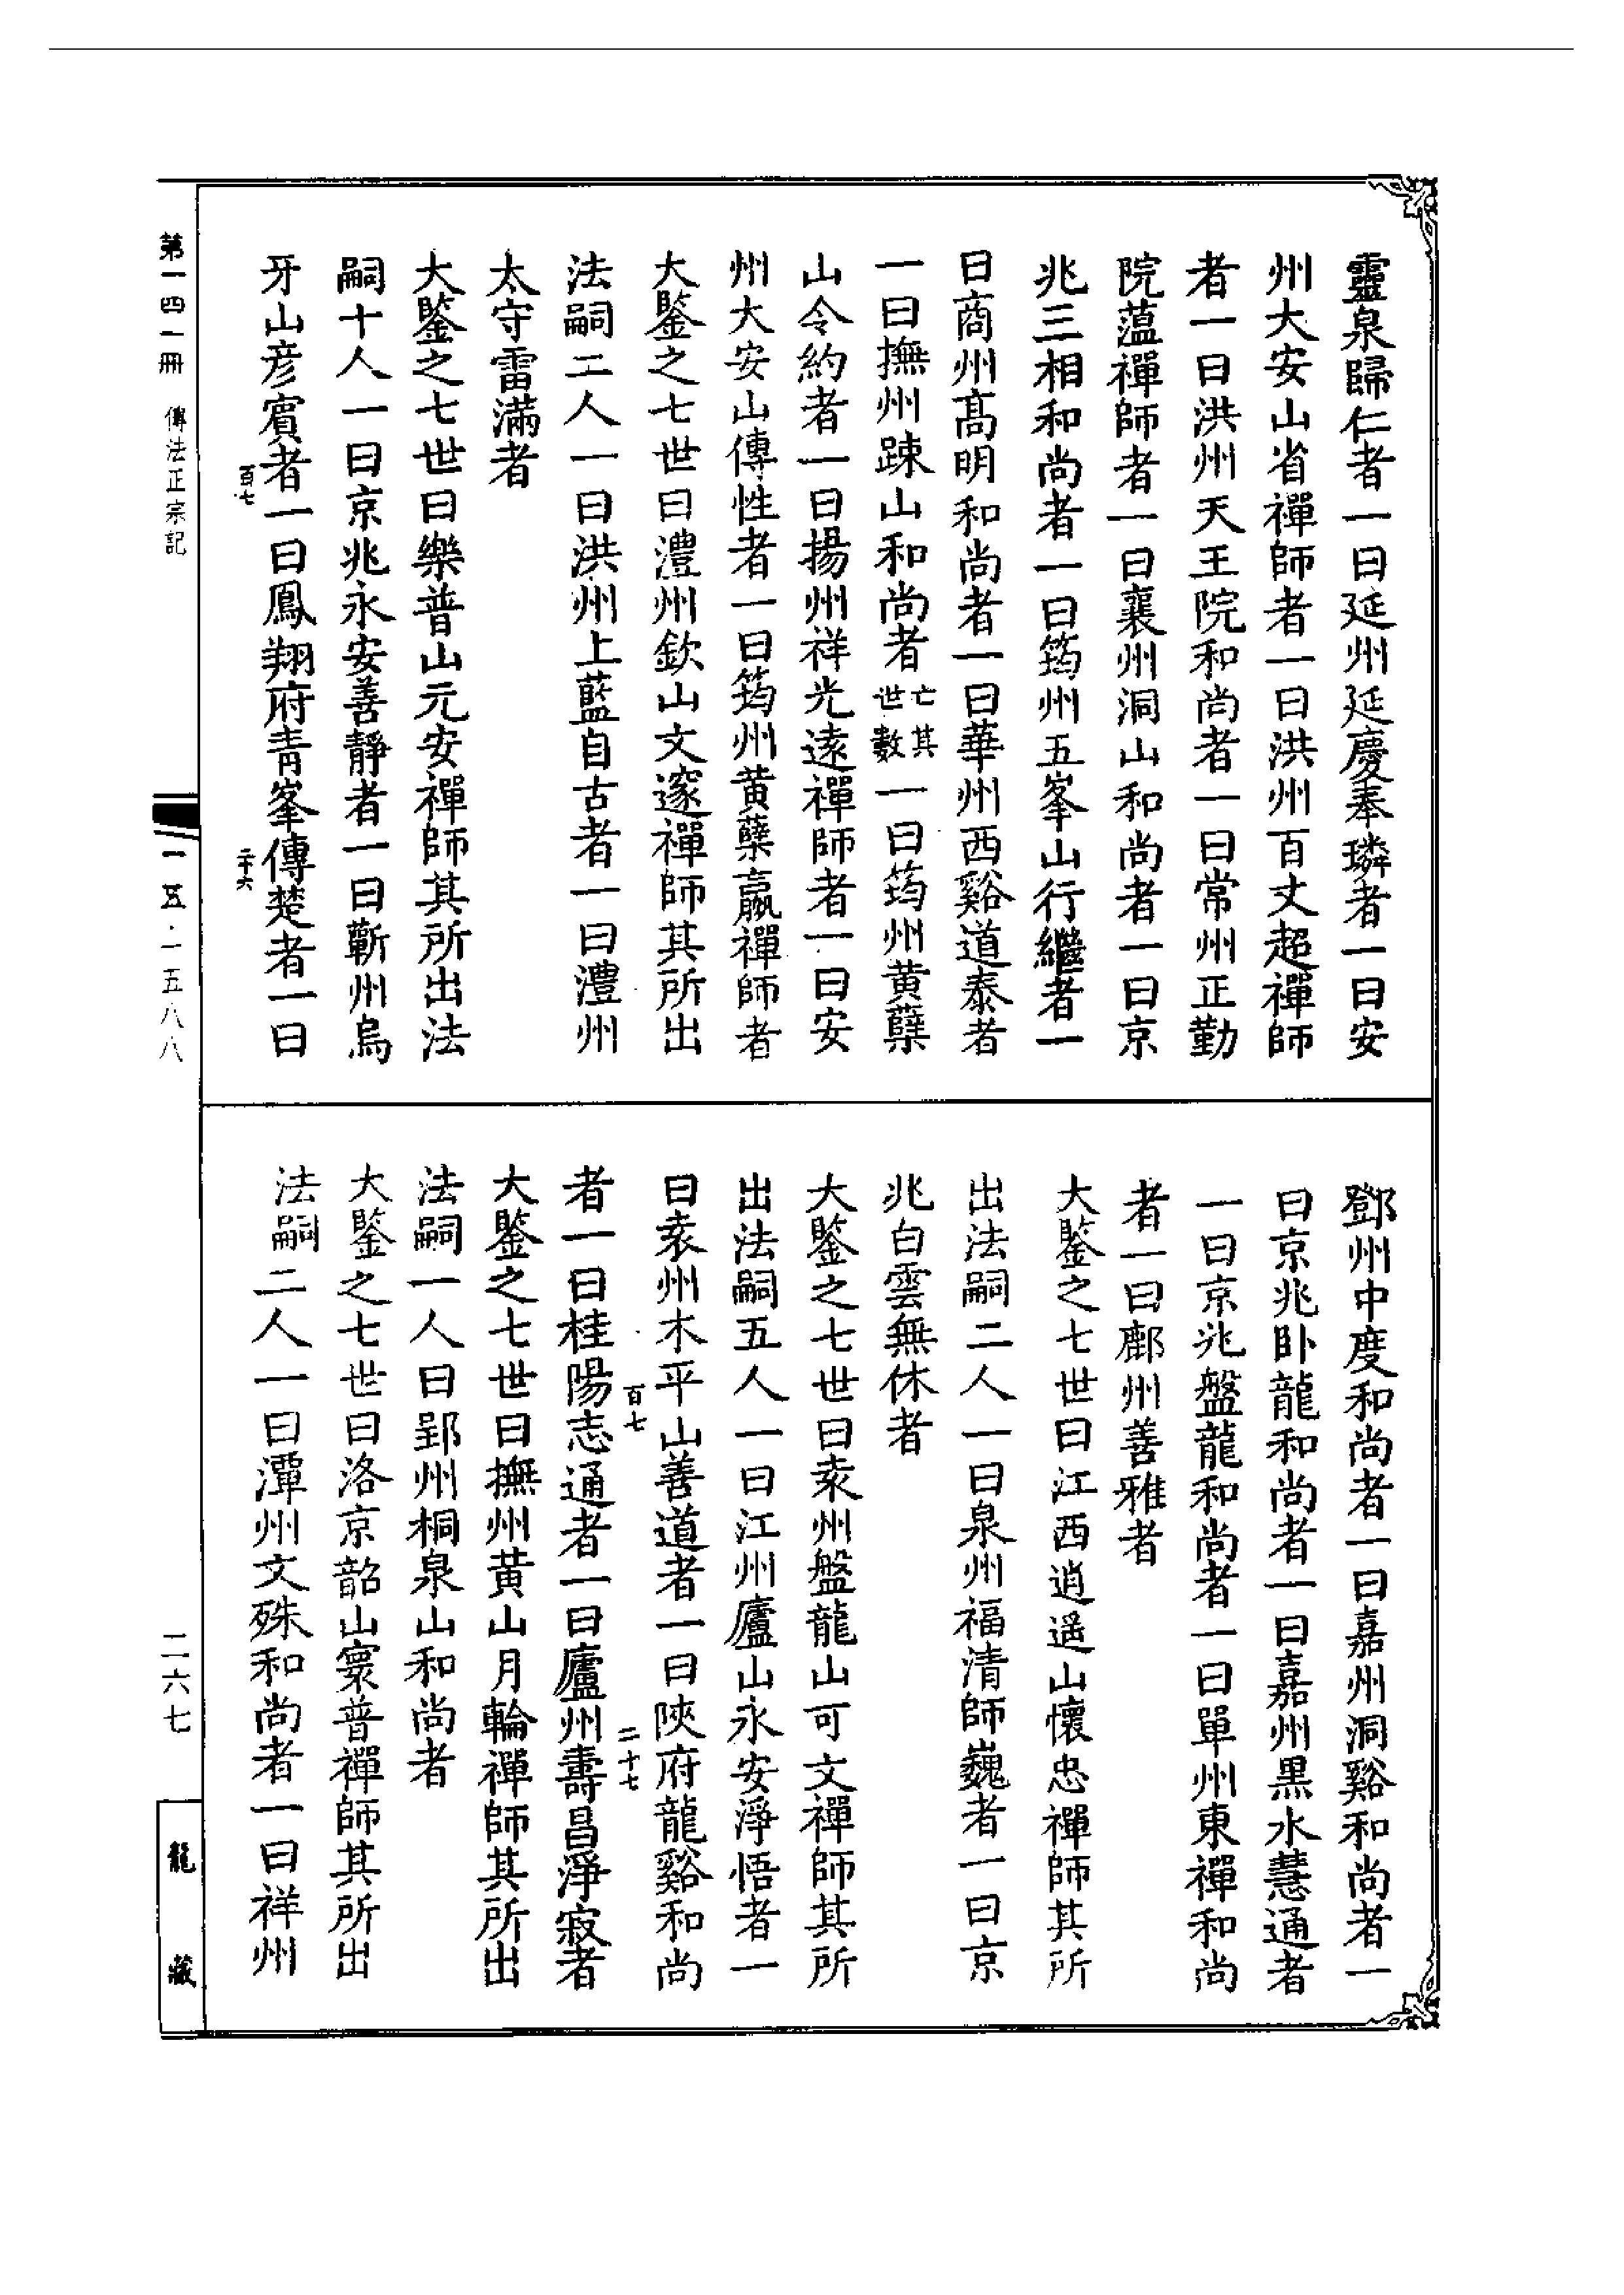 靈泉歸仁者一曰延州延慶奉璘者一曰安
州大安山省禪師者一曰洪州百丈超禪師
者一曰洪州天王院和尚者一曰常州正勤
院蘊禪師者一曰襄州洞山和尚者一曰京
兆三相和尚者一曰筠州五峯山行繼者一
曰商州高明和尚者一曰華州西谿道泰者
一曰撫州踈山和尚者亡其世數一曰筠州黃蘗
山令約者一曰揚州祥光遠禪師者一曰安
州大安山傳性者一曰筠州黃蘗嬴禪師者
大鑒之七世曰澧州欽山文邃禪師其所出
法嗣二人一曰洪州上藍自古者一曰澧州
太守雷滿者
大鑒之七世曰樂普山元安禪師其所出法
嗣十人一曰京兆永安善靜者一曰蘄州烏
牙山彥賓者一曰鳳翔府青峯傳楚者一曰
百七
二十六
鄧州中度和尚者一曰嘉州洞谿和尚者一
曰京兆臥龍和尚者一曰嘉州黑水慧通者
一曰京兆盤龍和尚者一曰單州東禪和尚
者一曰鄜州善雅者
大鑒之七世曰江西逍遥山懷忠禪師其所
出法嗣二人一曰泉州福清師巍者一曰京
兆白雲無休者
大鑒之七世曰袁州盤龍山可文禪師其所
出法嗣五人一曰江州廬山永安淨悟者一
曰袁州木平山善道者一曰陝府龍谿和尚
百七
二十七
者一曰桂陽志通者一曰廬州壽昌淨寂者
大鑒之七世曰撫州黃山月輪禪師其所出
法嗣一人曰郢州桐泉山和尚者
大鑒之七世曰洛京韶山寰普禪師其所出
法嗣二人一曰潭州文殊和尚者一曰祥州
第一四一冊 傳法正宗記
一一五·一五八八
二六七
龍藏